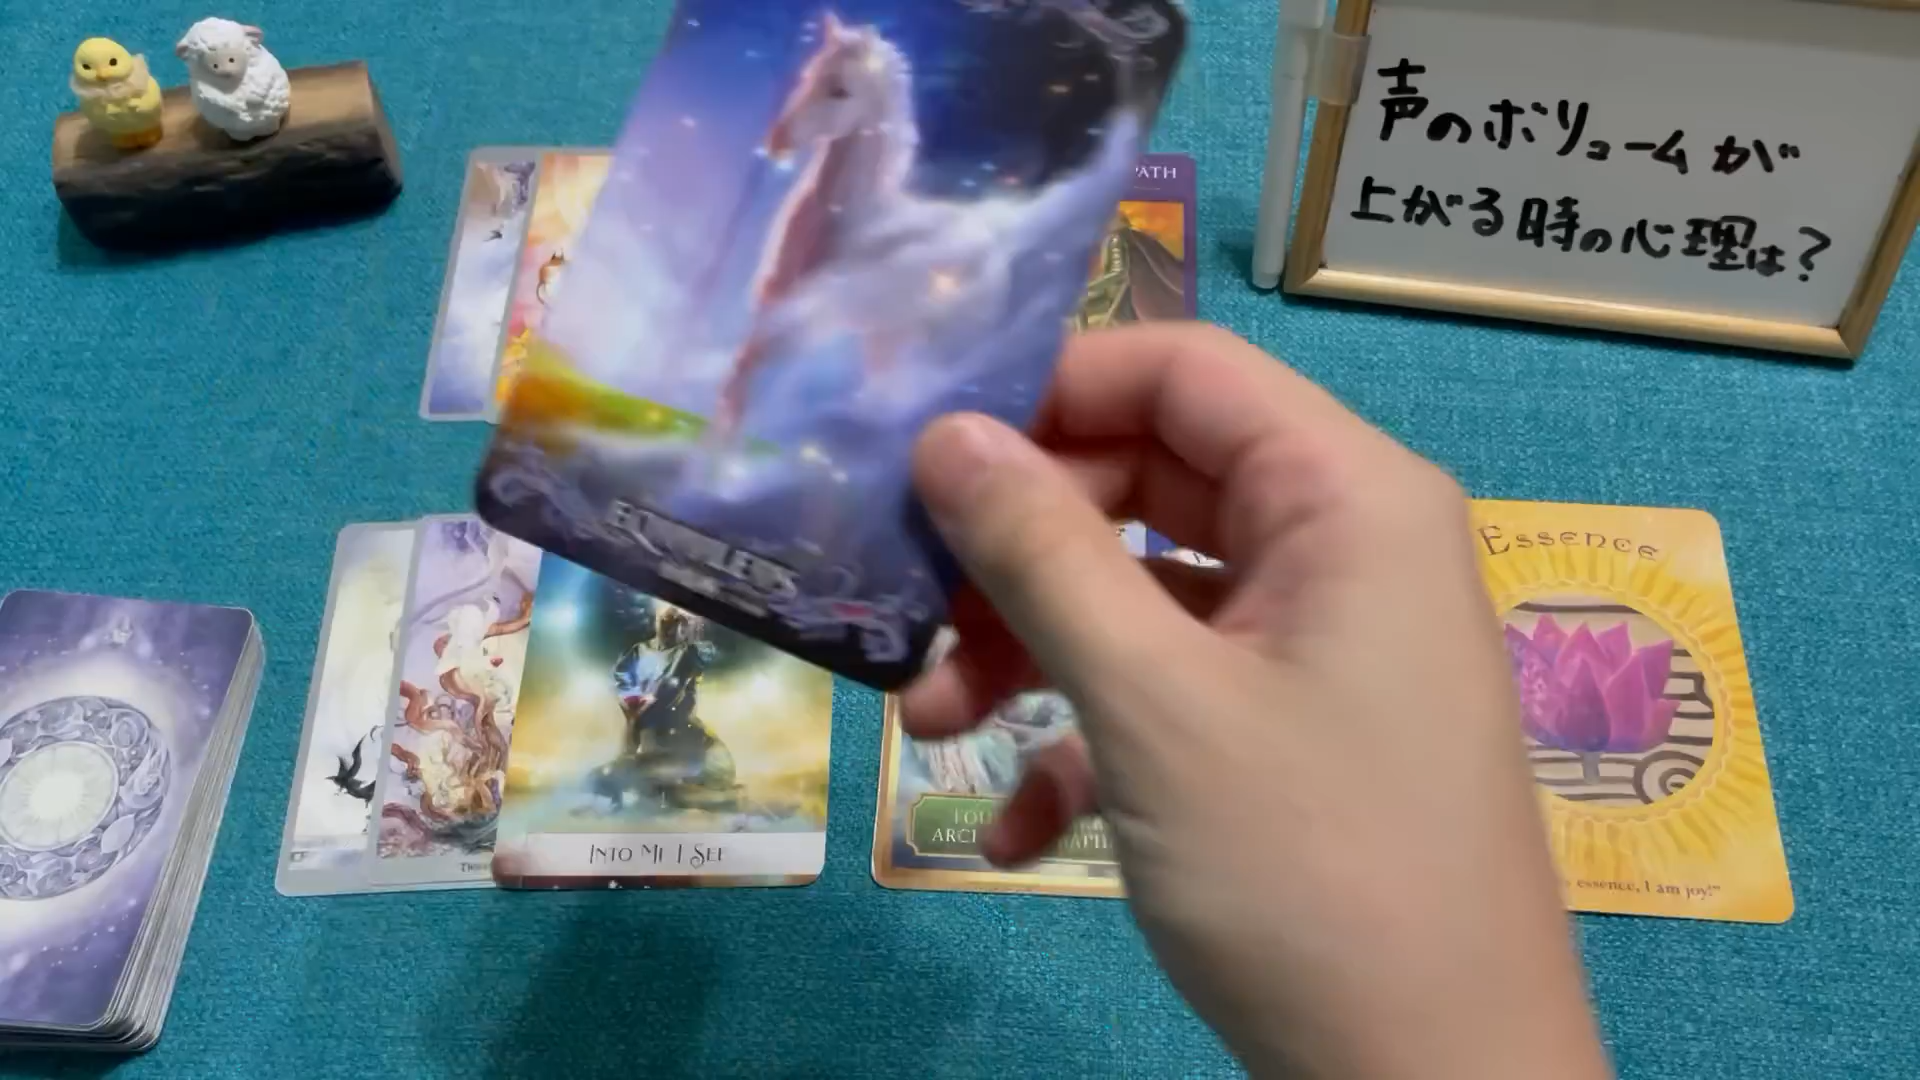 声のボリュームが
上がる時の心理は?
PATH
EQUULEUS
ESSENCE
INTO ME I SEE
essence, I am joy!"